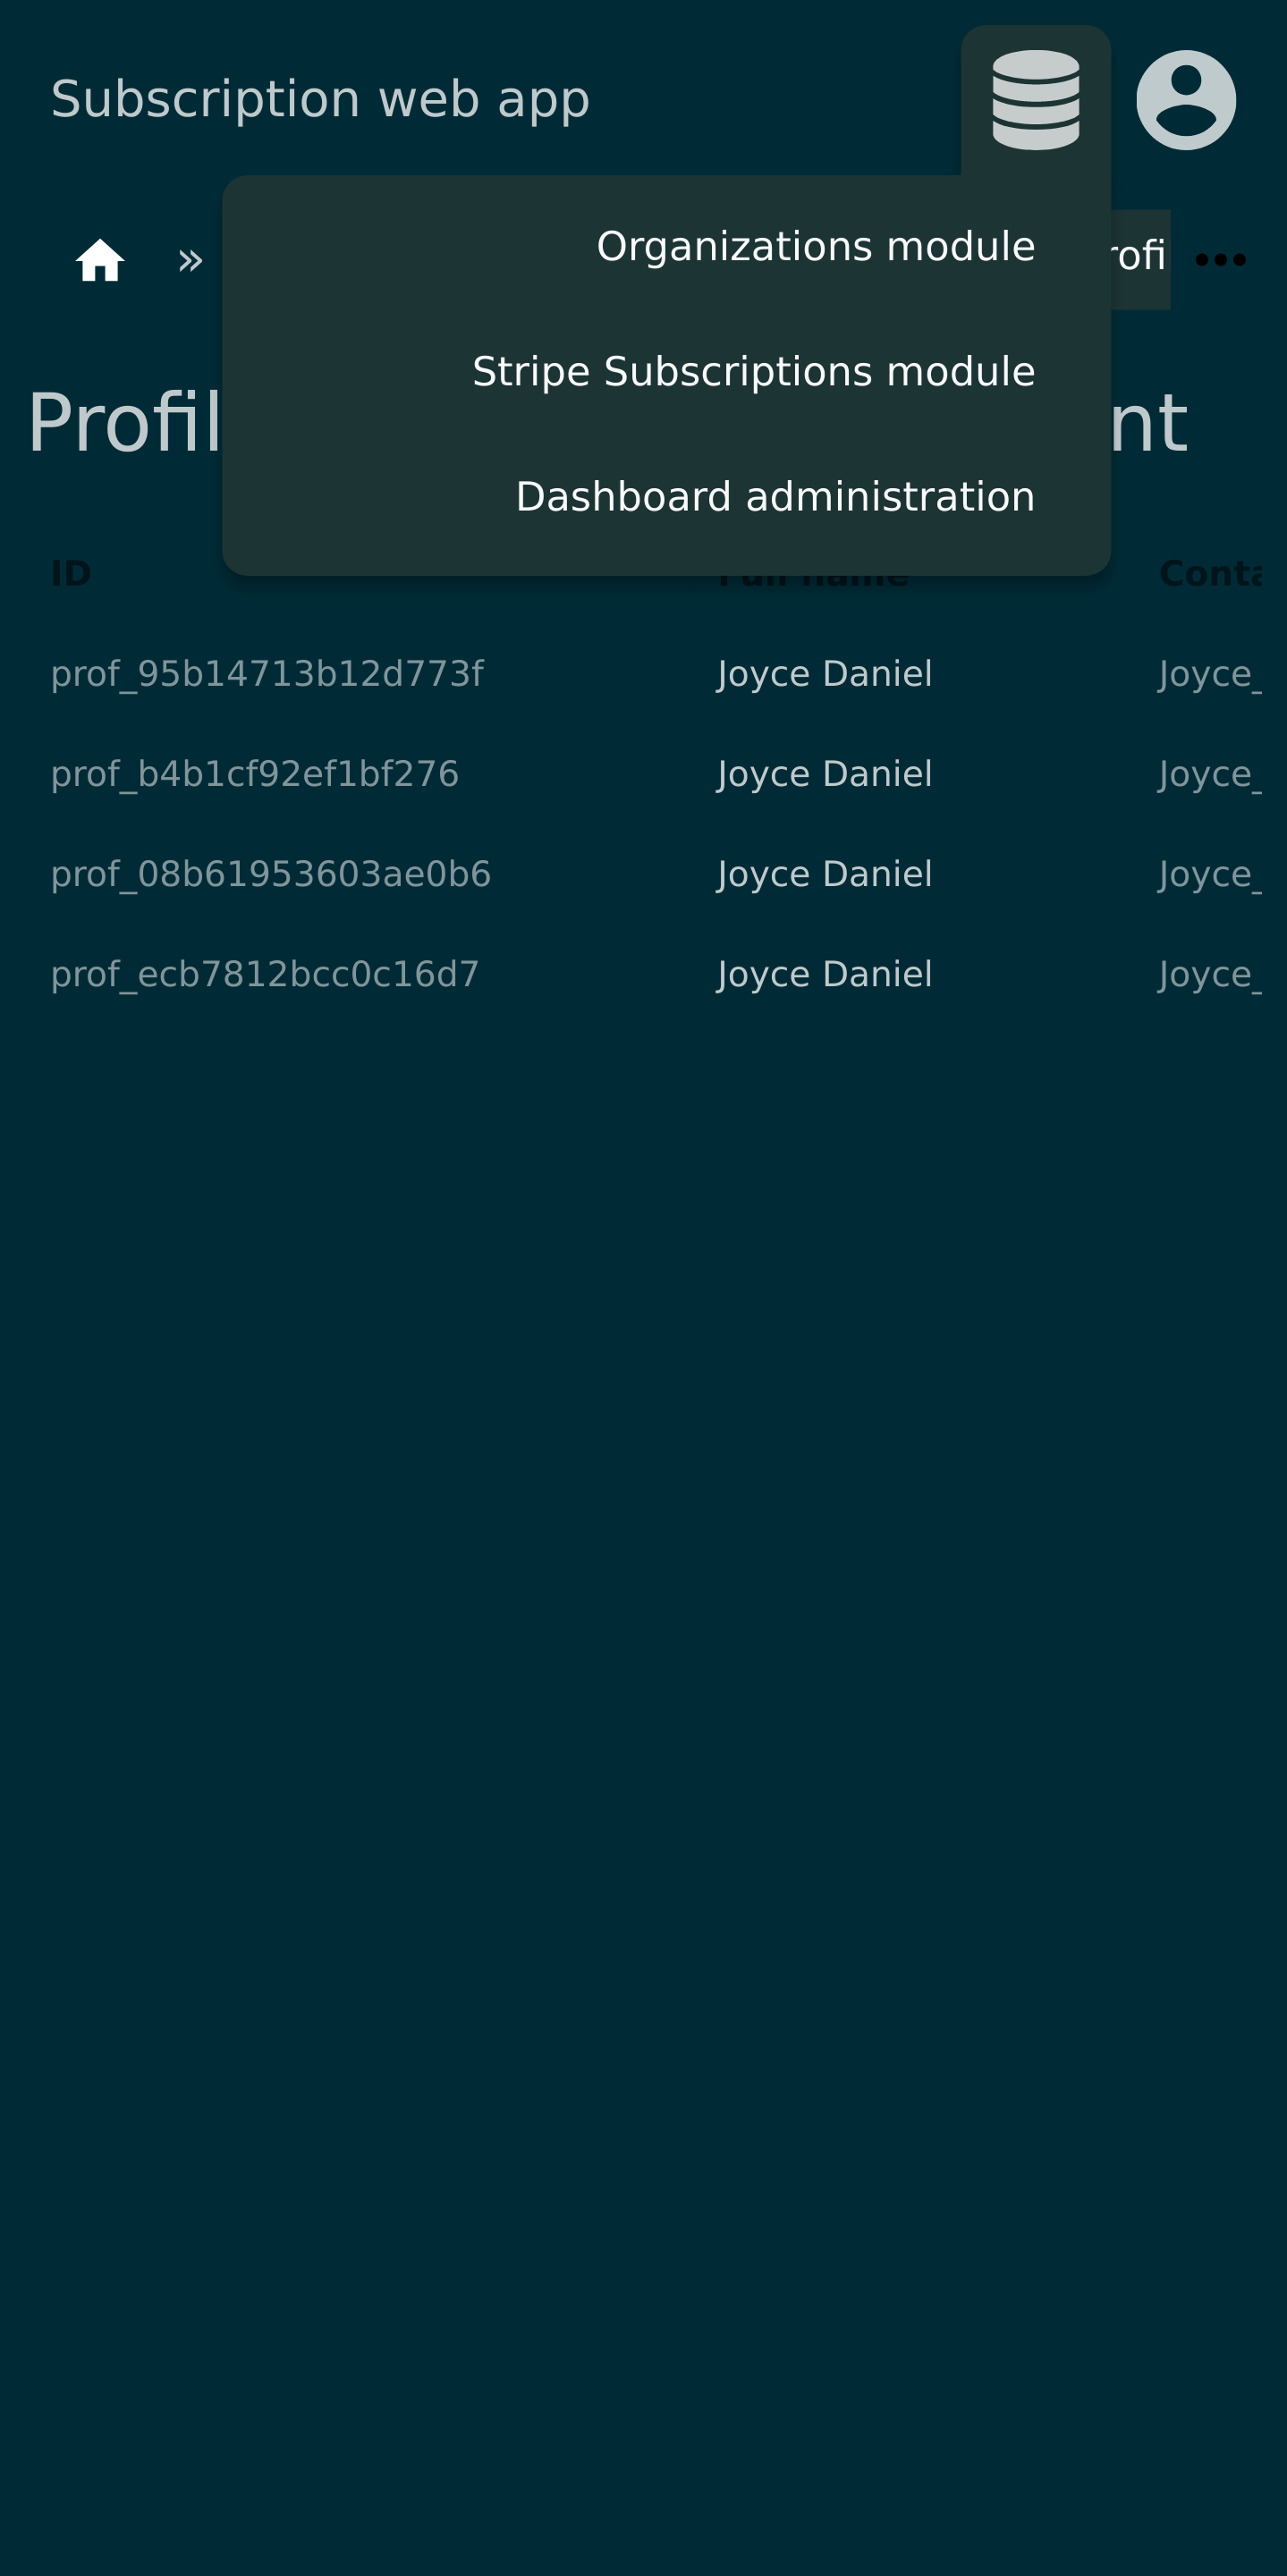 Subscription web app
Organizations module
» rofi •••
Stripe Subscriptions module
Profil nt
Dashboard administration
ID Full name Conta
prof_95b14713b12d773f Joyce Daniel Joyce_
prof_b4b1cf92ef1bf276 Joyce Daniel Joyce_
prof_08b61953603ae0b6 Joyce Daniel Joyce_
prof_ecb7812bcc0c16d7 Joyce Daniel Joyce_